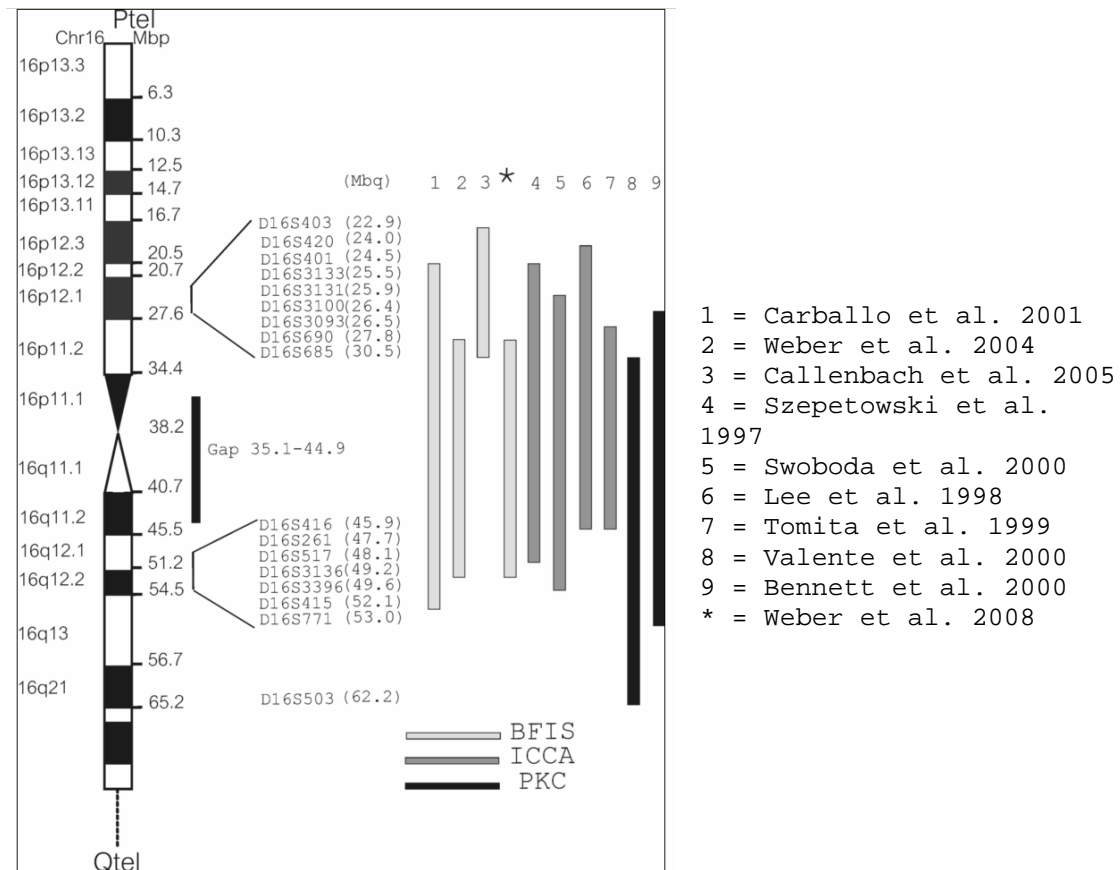 Ptel
Chr16 Mbp
16p13.3
6.3
16p13.2
10.3
16p13.13
12.5
16p13.12
14.7
16p13.11
16.7
16p12.3
20.5
16p12.2
20.7
16p12.1
27.6
16p11.2
34.4
16p11.1
38.2
16q11.1
40.7
16q11.2
45.5
16q12.1
51.2
16q12.2
54.5
16q13
56.7
16q21
65.2
Qtel
(Mbq) 1 2 3 * 4 5 6 7 8 9
D16S403 (22.9)
D16S420 (24.0)
D16S401 (24.5)
D16S3133 (25.5)
D16S3131 (25.9)
D16S3100 (26.4)
D16S3093 (26.5)
D16S690 (27.8)
D16S685 (30.5)
Gap 35.1-44.9
D16S416 (45.9)
D16S261 (47.7)
D16S517 (48.1)
D16S3136 (49.2)
D16S3396 (49.6)
D16S415 (52.1)
D16S771 (53.0)
D16S503 (62.2)
BFIS
ICCA
PKC
1 = Carballo et al. 2001
2 = Weber et al. 2004
3 = Callenbach et al. 2005
4 = Szepetowski et al.
1997
5 = Swoboda et al. 2000
6 = Lee et al. 1998
7 = Tomita et al. 1999
8 = Valente et al. 2000
9 = Bennett et al. 2000
* = Weber et al. 2008